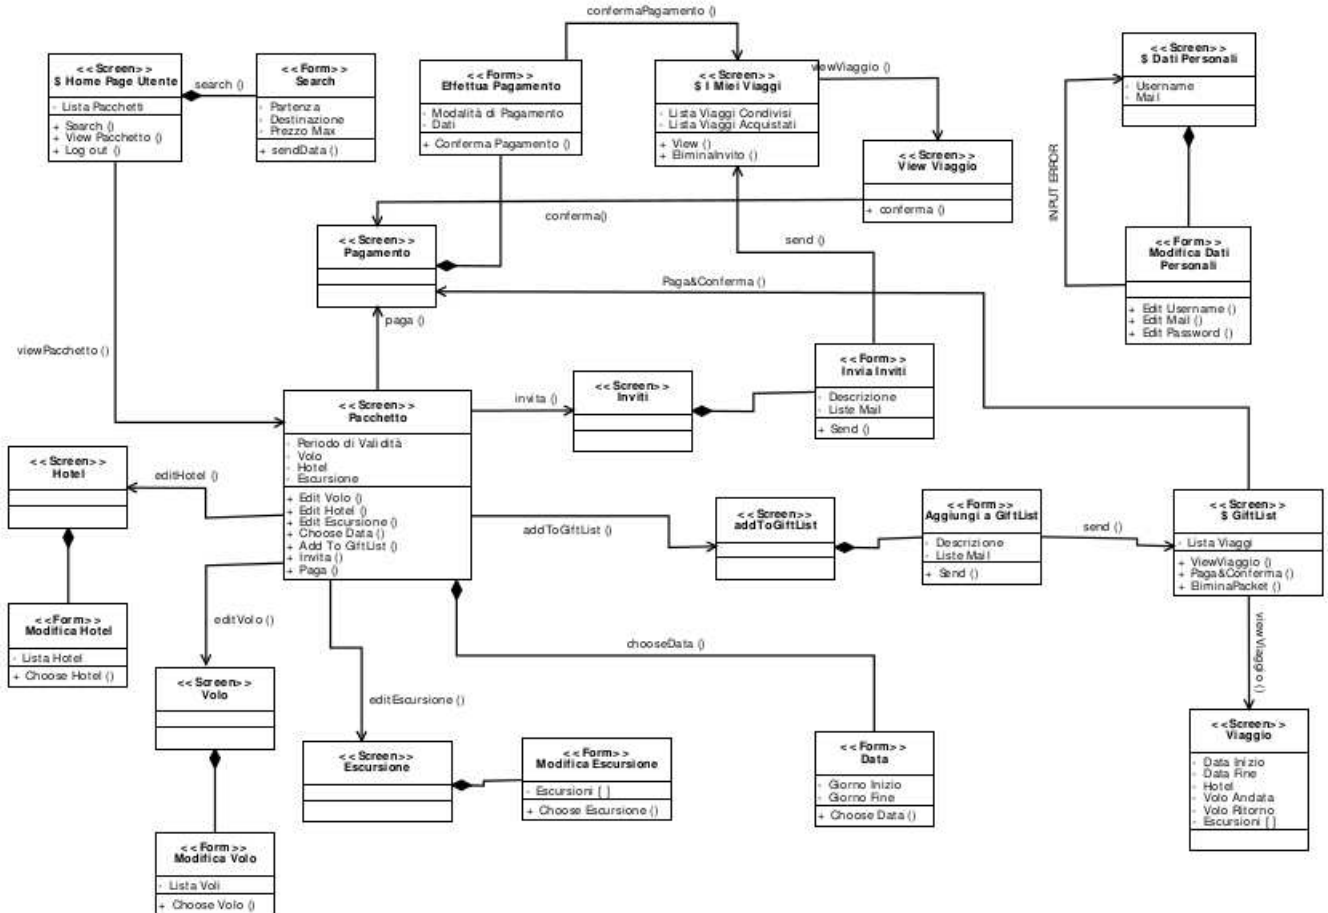 confermaPagamento ()
<<Screen>>
$ Home Page Utente
- Lista Pacchetti
+ Search ()
+ View Pacchetto ()
+ Log out ()
search ()
<<Form>>
Search
- Partenza
- Destinazione
- Prezzo Max
+ sendData ()
<<Form>>
Effettua Pagamento
- Modalità di Pagamento
- Dati
+ Conferma Pagamento ()
<<Screen>>
$ I Miei Viaggi
- Lista Viaggi Condivisi
- Lista Viaggi Acquistati
+ View ()
+ EliminaInvito ()
viewViaggio ()
<<Screen>>
View Viaggio
+ conferma ()
<<Screen>>
$ Dati Personali
- Username
- Mail
INPUT ERROR
<<Form>>
Modifica Dati
Personali
+ Edit Username ()
+ Edit Mail ()
+ Edit Password ()
conferma()
<<Screen>>
Pagamento
send ()
Paga&Conferma ()
paga ()
viewPacchetto ()
<<Screen>>
Pacchetto
- Periodo di Validità
- Volo
- Hotel
- Escursione
+ Edit Volo ()
+ Edit Hotel ()
+ Edit Escursione ()
+ Choose Data ()
+ Add To GiftList ()
+ Invita ()
+ Paga ()
invita ()
<<Screen>>
Inviti
<<Form>>
Invia Inviti
- Descrizione
- Liste Mail
+ Send ()
<<Screen>>
Hotel
editHotel ()
<<Form>>
Modifica Hotel
- Lista Hotel
+ Choose Hotel ()
addToGiftList ()
<<Screen>>
addToGiftList
<<Form>>
Aggiungi a GiftList
- Descrizione
- Liste Mail
+ Send ()
send ()
<<Screen>>
$ GiftList
- Lista Viaggi
+ ViewViaggio ()
+ Paga&Conferma ()
+ EliminaPacket ()
viewViaggio ()
<<Screen>>
Viaggio
- Data Inizio
- Data Fine
- Hotel
- Volo Andata
- Volo Ritorno
- Escursioni []
editVolo ()
<<Screen>>
Volo
<<Form>>
Modifica Volo
- Lista Voli
+ Choose Volo ()
editEscursione ()
<<Screen>>
Escursione
<<Form>>
Modifica Escursione
- Escursioni []
+ Choose Escursione ()
chooseData ()
<<Form>>
Data
- Giorno Inizio
- Giorno Fine
+ Choose Data ()